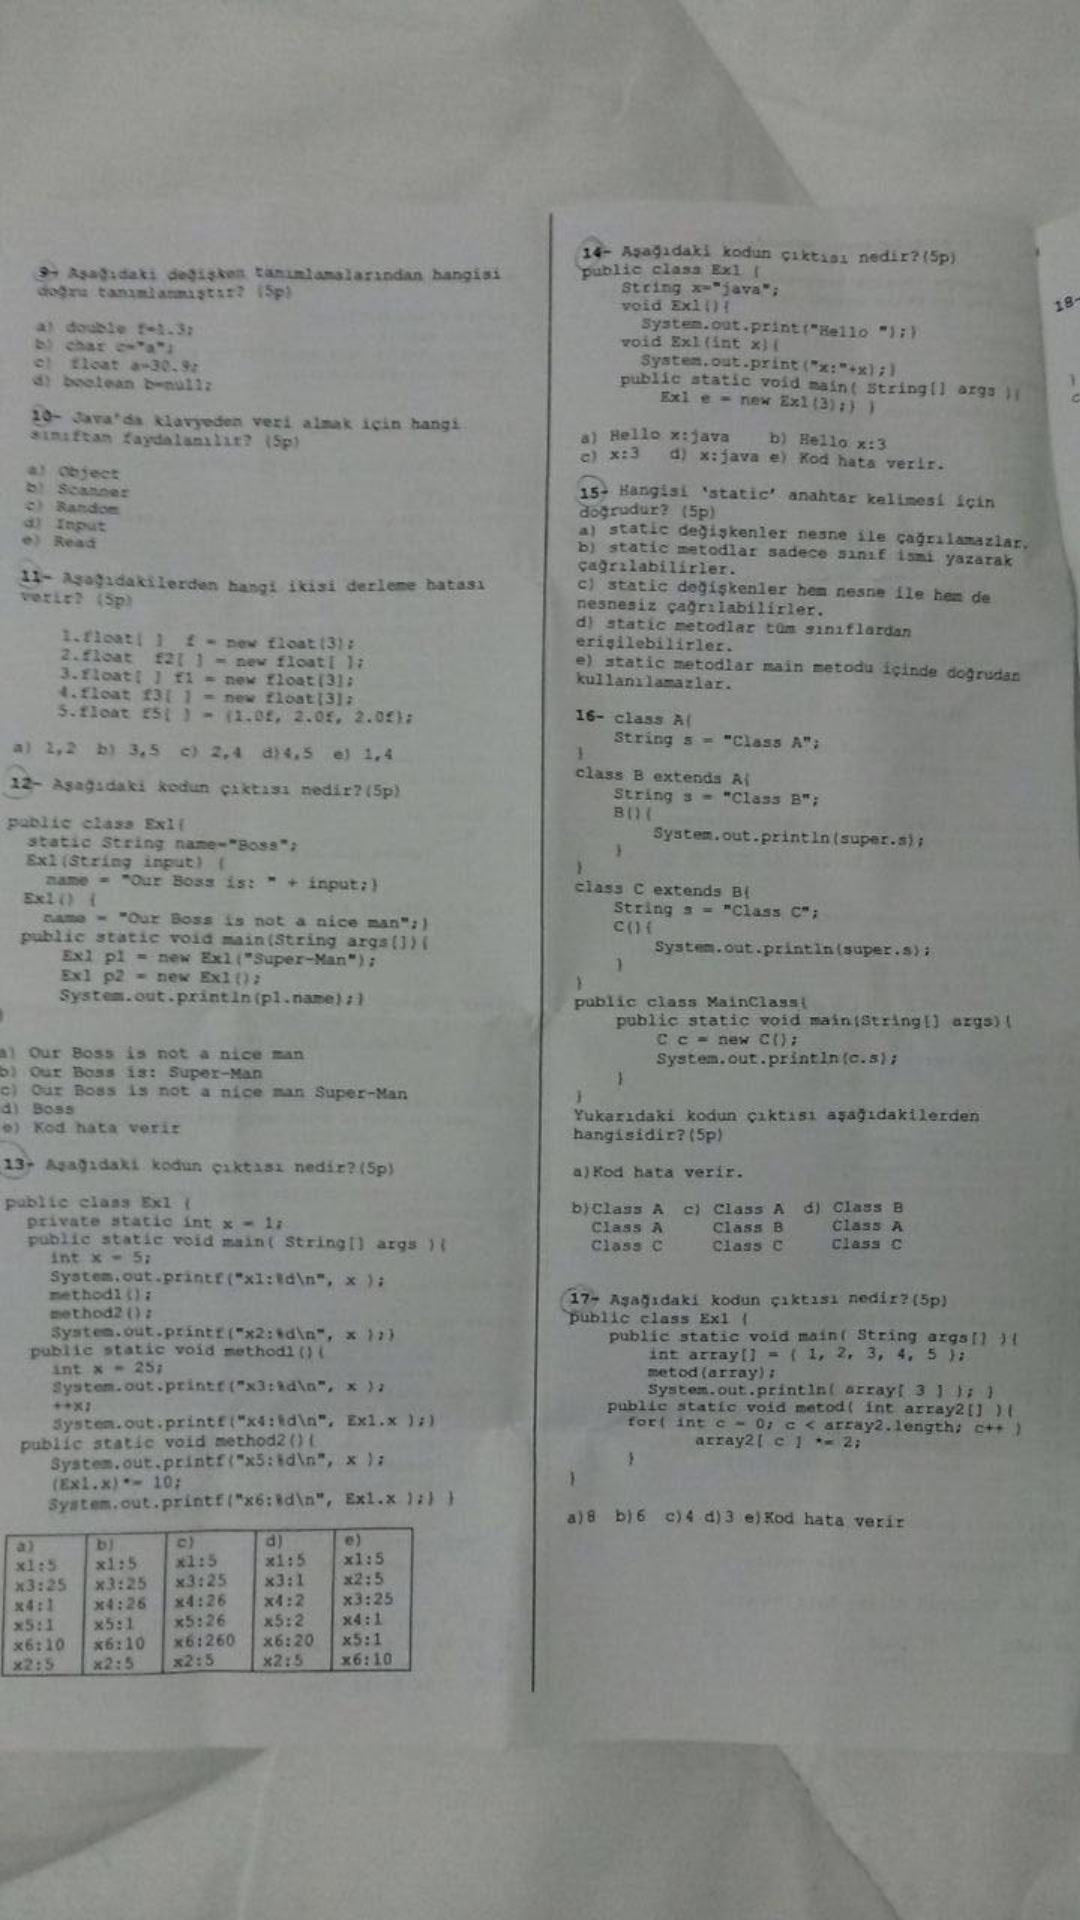 9- Aşağıdaki değişken tanımlamalarından hangisi
doğru tanımlanmıştır? (5p)
a) double f=1.3;
b) char c="a";
c) float a=30.9;
d) boolean b=null;
10- Java'da klavyeden veri almak için hangi
sınıftan faydalanılır? (5p)
a) Object
b) Scanner
c) Random
d) Input
e) Read
11- Aşağıdakilerden hangi ikisi derleme hatası
verir? (5p)
1.float[ ] f = new float(3);
2.float f2[ ] = new float[ ];
3.float[ ] f1 = new float[3];
4.float f3[ ] = new float[3];
5.float f5[ ] = {1.0f, 2.0f, 2.0f};
a) 1,2 b) 3,5 c) 2,4 d)4,5 e) 1,4
12- Aşağıdaki kodun çıktısı nedir?(5p)
public class Ex1{
static String name="Boss";
Ex1(String input) {
name = "Our Boss is: " + input;}
Ex1() {
name = "Our Boss is not a nice man";}
public static void main(String args[]){
Ex1 p1 = new Ex1("Super-Man");
Ex1 p2 = new Ex1();
System.out.println(p1.name);}
}
a) Our Boss is not a nice man
b) Our Boss is: Super-Man
c) Our Boss is not a nice man Super-Man
d) Boss
e) Kod hata verir
13- Aşağıdaki kodun çıktısı nedir?(5p)
public class Ex1 {
private static int x = 1;
public static void main( String[] args ){
int x = 5;
System.out.printf("x1:%d\n", x );
method1();
method2();
System.out.printf("x2:%d\n", x );}
public static void method1(){
int x = 25;
System.out.printf("x3:%d\n", x );
++x;
System.out.printf("x4:%d\n", Ex1.x );}
public static void method2(){
System.out.printf("x5:%d\n", x );
(Ex1.x)*= 10;
System.out.printf("x6:%d\n", Ex1.x );} }
a) b) c) d) e)
x1:5 x1:5 x1:5 x1:5 x1:5
x3:25 x3:25 x3:25 x3:1 x2:5
x4:1 x4:26 x4:26 x4:2 x3:25
x5:1 x5:1 x5:26 x5:2 x4:1
x6:10 x6:10 x6:260 x6:20 x5:1
x2:5 x2:5 x2:5 x2:5 x6:10
14- Aşağıdaki kodun çıktısı nedir?(5p)
public class Ex1 {
String x="java";
void Ex1(){
System.out.print("Hello ");}
void Ex1(int x){
System.out.print("x:"+x);}
public static void main( String[] args ){
Ex1 e = new Ex1(3);} }
a) Hello x:java b) Hello x:3
c) x:3 d) x:java e) Kod hata verir.
15- Hangisi 'static' anahtar kelimesi için
doğrudur? (5p)
a) static değişkenler nesne ile çağrılamazlar.
b) static metodlar sadece sınıf ismi yazarak
çağrılabilirler.
c) static değişkenler hem nesne ile hem de
nesnesiz çağrılabilirler.
d) static metodlar tüm sınıflardan
erişilebilirler.
e) static metodlar main metodu içinde doğrudan
kullanılamazlar.
16- class A{
String s = "Class A";
}
class B extends A{
String s = "Class B";
B(){
System.out.println(super.s);
}
}
class C extends B{
String s = "Class C";
C(){
System.out.println(super.s);
}
}
public class MainClass{
public static void main(String[] args){
C c = new C();
System.out.println(c.s);
}
}
Yukarıdaki kodun çıktısı aşağıdakilerden
hangisidir?(5p)
a)Kod hata verir.
b)Class A c) Class A d) Class B
Class A Class B Class A
Class C Class C Class C
17- Aşağıdaki kodun çıktısı nedir?(5p)
public class Ex1 {
public static void main( String args[] ){
int array[] = { 1, 2, 3, 4, 5 };
metod(array);
System.out.println( array[ 3 ] ); }
public static void metod( int array2[] ){
for( int c = 0; c < array2.length; c++ )
array2[ c ] *= 2;
}
}
a)8 b)6 c)4 d)3 e)Kod hata verir
18-